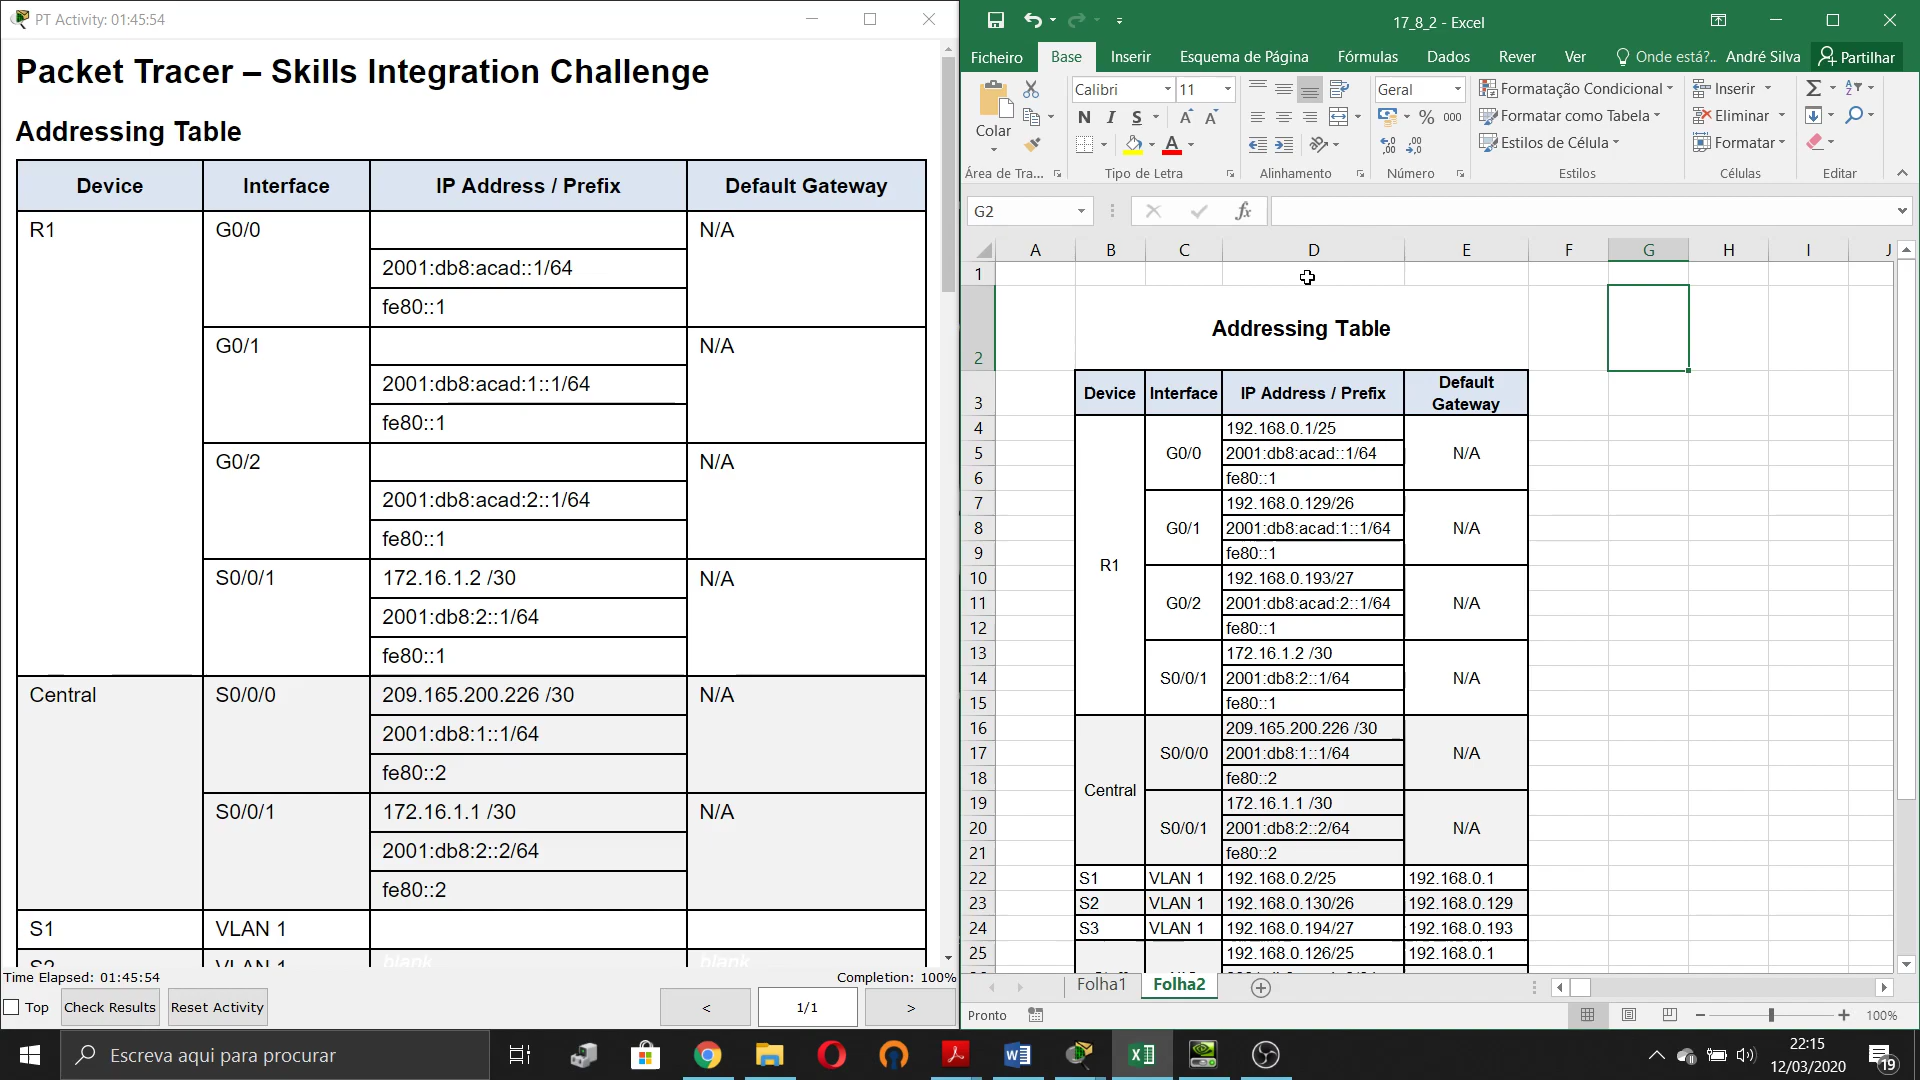 PT Activity: 01:45:54
Packet Tracer – Skills Integration Challenge
Addressing Table
Device Interface IP Address / Prefix Default Gateway
R1 G0/0 N/A
2001:db8:acad::1/64
fe80::1
G0/1 N/A
2001:db8:acad:1::1/64
fe80::1
G0/2 N/A
2001:db8:acad:2::1/64
fe80::1
S0/0/1 172.16.1.2 /30 N/A
2001:db8:2::1/64
fe80::1
Central S0/0/0 209.165.200.226 /30 N/A
2001:db8:1::1/64
fe80::2
S0/0/1 172.16.1.1 /30 N/A
2001:db8:2::2/64
fe80::2
S1 VLAN 1
S2 VLAN 1 blank blank
Time Elapsed: 01:45:54 Completion: 100%
Top Check Results Reset Activity < 1/1 >
17_8_2 - Excel
Ficheiro Base Inserir Esquema de Página Fórmulas Dados Rever Ver Onde está?.. André Silva Partilhar
Colar Calibri 11 Geral Formatação Condicional Inserir
N I S % 000 Formatar como Tabela Eliminar
Estilos de Célula Formatar
Área de Tra... Tipo de Letra Alinhamento Número Estilos Células Editar
G2 fx
A B C D E F G H I J
1
2 Addressing Table
3 Device Interface IP Address / Prefix Default Gateway
4 192.168.0.1/25
5 G0/0 2001:db8:acad::1/64 N/A
6 fe80::1
7 192.168.0.129/26
8 G0/1 2001:db8:acad:1::1/64 N/A
9 fe80::1
R1
10 192.168.0.193/27
11 G0/2 2001:db8:acad:2::1/64 N/A
12 fe80::1
13 172.16.1.2 /30
14 S0/0/1 2001:db8:2::1/64 N/A
15 fe80::1
16 209.165.200.226 /30
17 S0/0/0 2001:db8:1::1/64 N/A
18 fe80::2
Central
19 172.16.1.1 /30
20 S0/0/1 2001:db8:2::2/64 N/A
21 fe80::2
22 S1 VLAN 1 192.168.0.2/25 192.168.0.1
23 S2 VLAN 1 192.168.0.130/26 192.168.0.129
24 S3 VLAN 1 192.168.0.194/27 192.168.0.193
25 192.168.0.126/25 192.168.0.1
Folha1 Folha2
Pronto 100%
Escreva aqui para procurar
22:15
12/03/2020
19